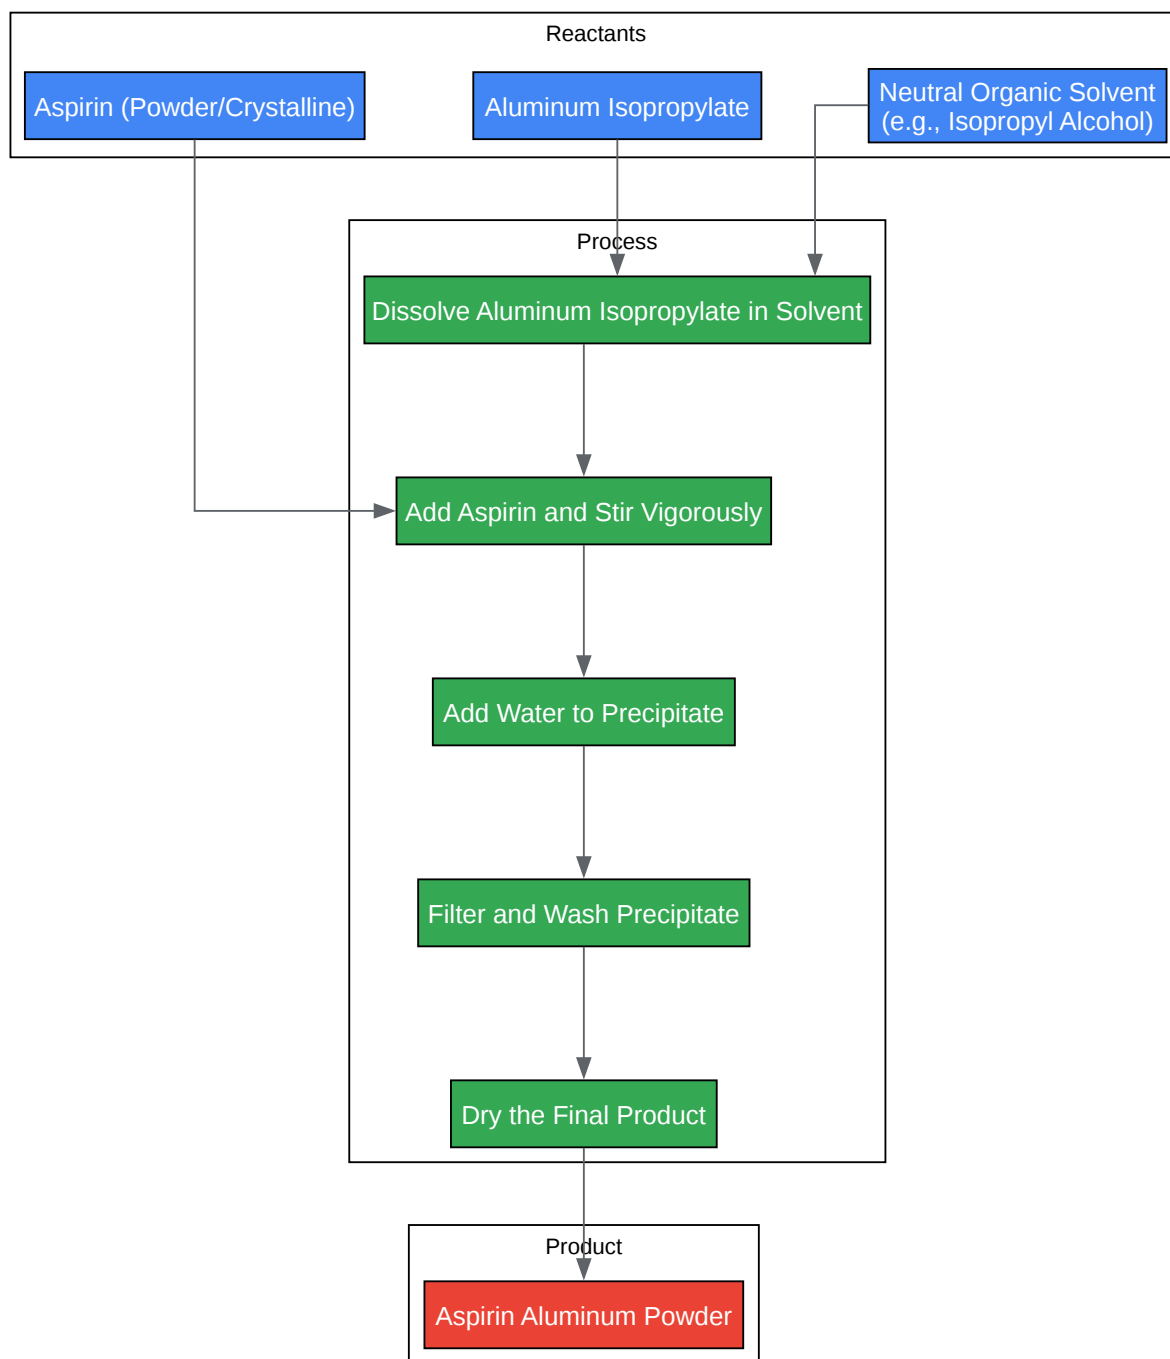 Reactants
Aspirin (Powder/Crystalline)
Aluminum Isopropylate
Neutral Organic Solvent
(e.g., Isopropyl Alcohol)
Process
Dissolve Aluminum Isopropylate in Solvent
Add Aspirin and Stir Vigorously
Add Water to Precipitate
Filter and Wash Precipitate
Dry the Final Product
Product
Aspirin Aluminum Powder